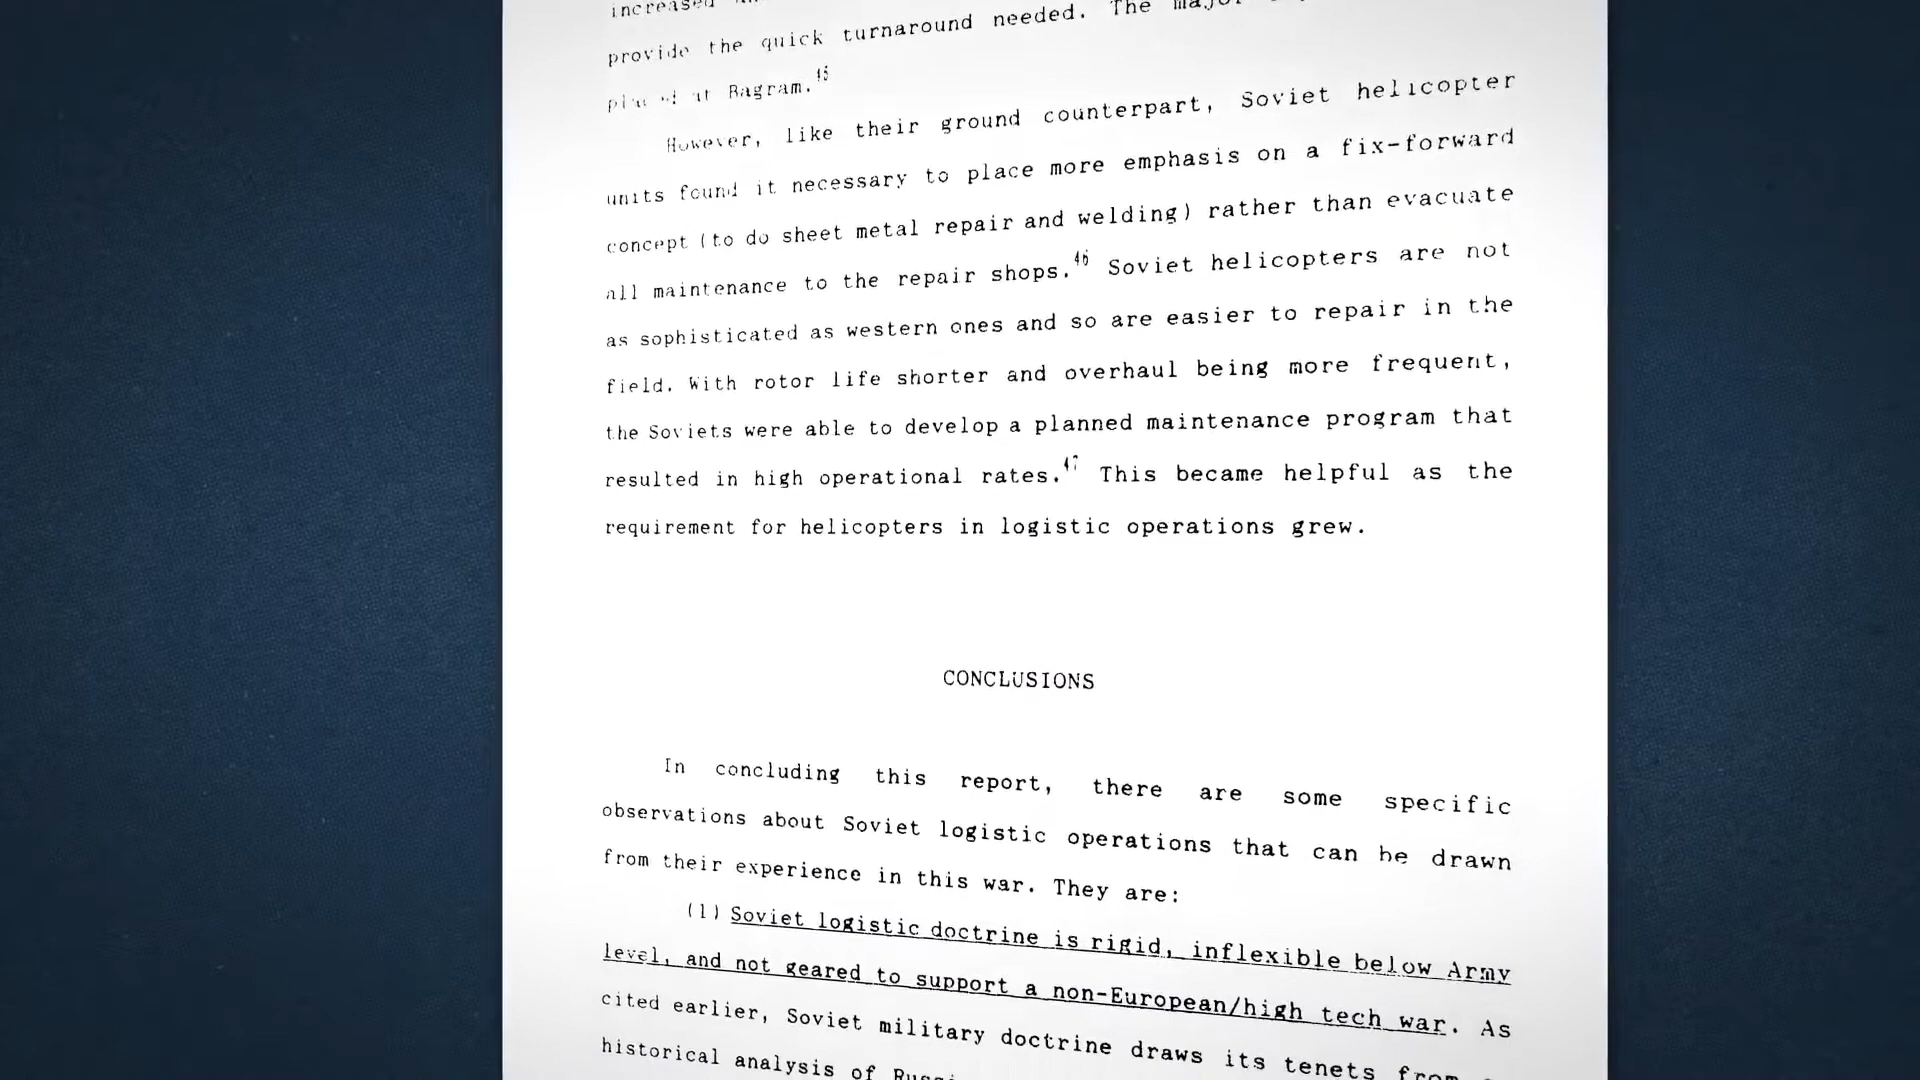 increased
provide the quick turnaround needed. The
at Bagram.45
However, like their ground counterpart, Soviet helicopter
units found it necessary to place more emphasis on a fix-forward
concept (to do sheet metal repair and welding) rather than evacuate
all maintenance to the repair shops.46 Soviet helicopters are not
as sophisticated as western ones and so are easier to repair in the
field. With rotor life shorter and overhaul being more frequent,
the Soviets were able to develop a planned maintenance program that
resulted in high operational rates.47 This became helpful as the
requirement for helicopters in logistic operations grew.
CONCLUSIONS
In concluding this report, there are some specific
observations about Soviet logistic operations that can be drawn
from their experience in this war. They are:
(1) Soviet logistic doctrine is rigid, inflexible below Army
level, and not geared to support a non-European/high tech war. As
cited earlier, Soviet military doctrine draws its tenets from
historical analysis of